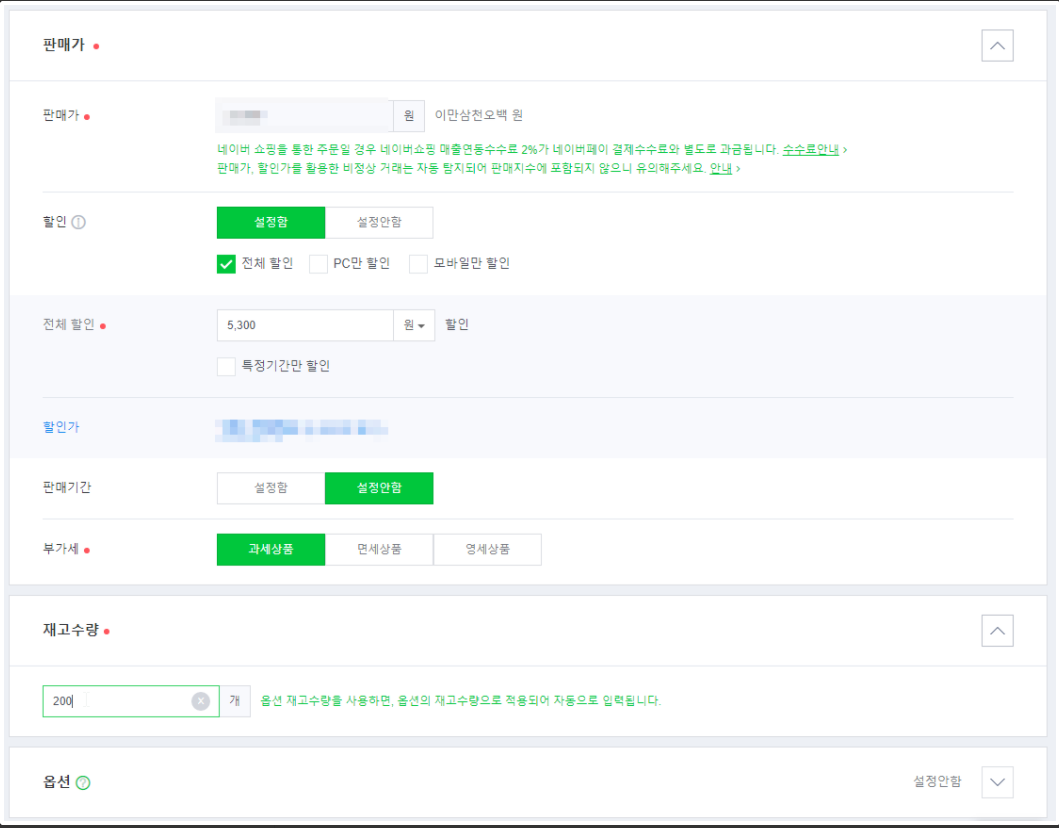 판매가
판매가 원 이만삼천오백 원
네이버 쇼핑을 통한 주문일 경우 네이버쇼핑 매출연동수수료 2%가 네이버페이 결제수수료와 별도로 과금됩니다. 수수료안내 >
판매가, 할인가를 활용한 비정상 거래는 자동 탐지되어 판매지수에 포함되지 않으니 유의해주세요. 안내 >
할인 설정함 설정안함
전체 할인 PC만 할인 모바일만 할인
전체 할인 5,300 원 할인
특정기간만 할인
할인가
판매기간 설정함 설정안함
부가세 과세상품 면세상품 영세상품
재고수량
200 개 옵션 재고수량을 사용하면, 옵션의 재고수량으로 적용되어 자동으로 입력됩니다.
옵션 설정안함